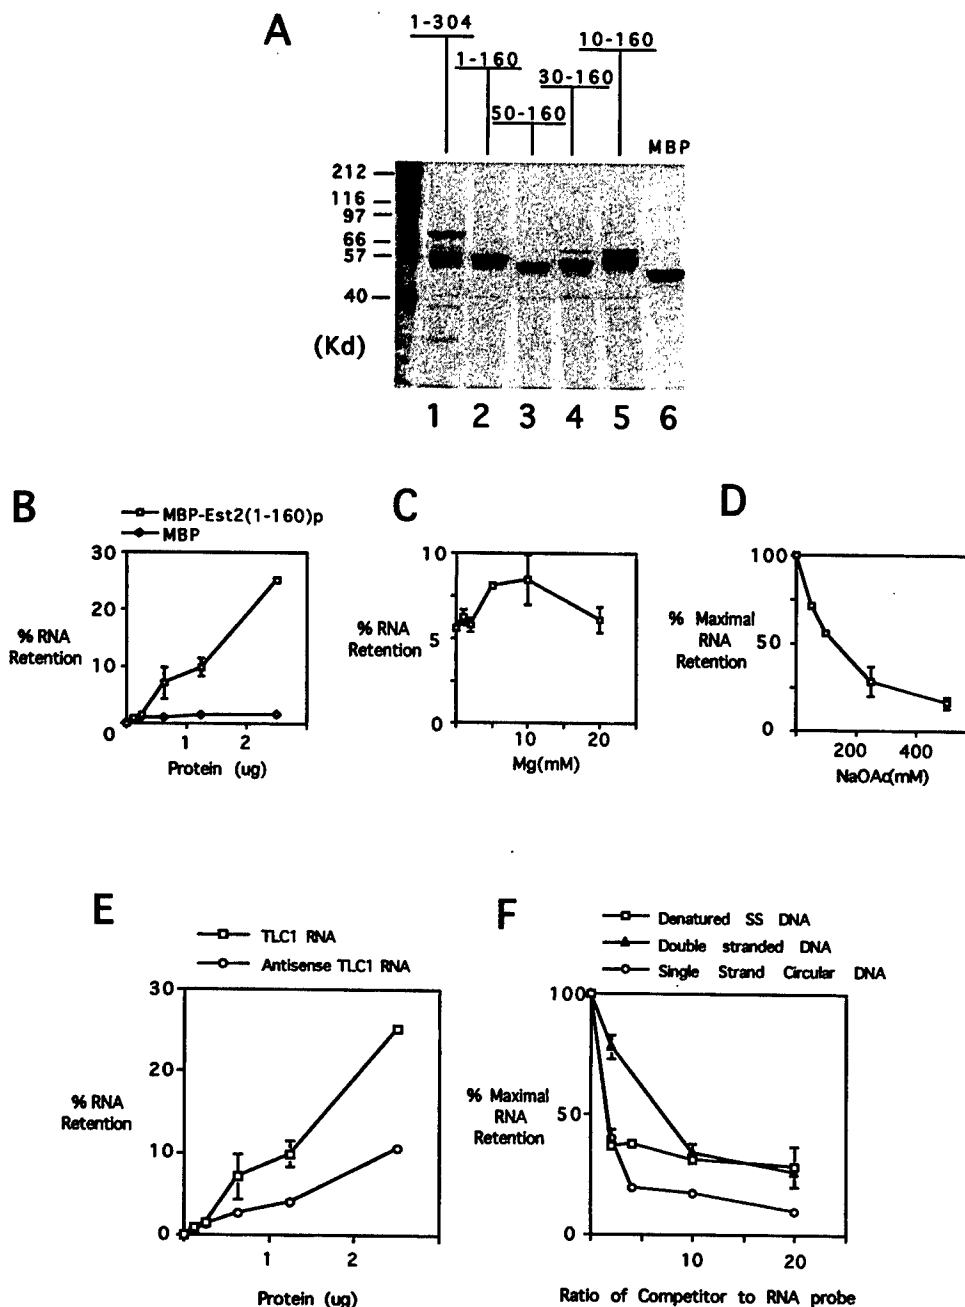 A
1-304
10-160
1-160
30-160
50-160
MBP
212
116
97
66
57
40
(Kd)
1 2 3 4 5 6
B
MBP-Est2(1-160)p
MBP
30
20
10
0
% RNA
Retention
1 2
Protein (ug)
C
10
5
0
% RNA
Retention
10 20
Mg(mM)
D
100
50
0
% Maximal
RNA
Retention
200 400
NaOAc(mM)
E
TLC1 RNA
Antisense TLC1 RNA
30
20
10
0
% RNA
Retention
1 2
Protein (ug)
F
Denatured SS DNA
Double stranded DNA
Single Strand Circular DNA
100
50
0
% Maximal
RNA
Retention
10 20
Ratio of Competitor to RNA probe